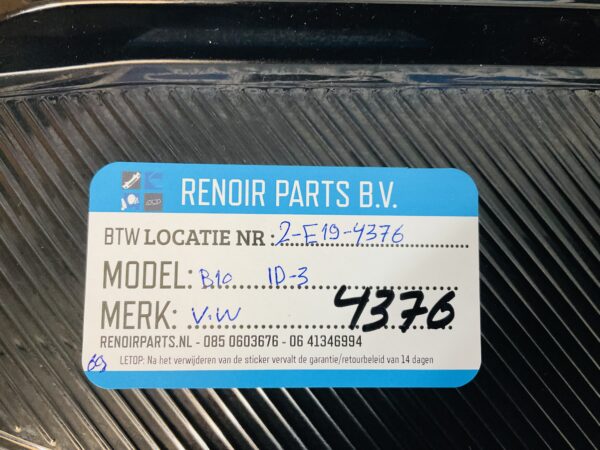 RENOIR PARTS B.V.
BTW LOCATIE NR: 2-E19-4376
MODEL: B10 ID-3
MERK: V.W 4376
RENOIRPARTS.NL - 085 0603676 - 06 41346994
LETOP: Na het verwijderen van de sticker vervalt de garantie/retourbeleid van 14 dagen